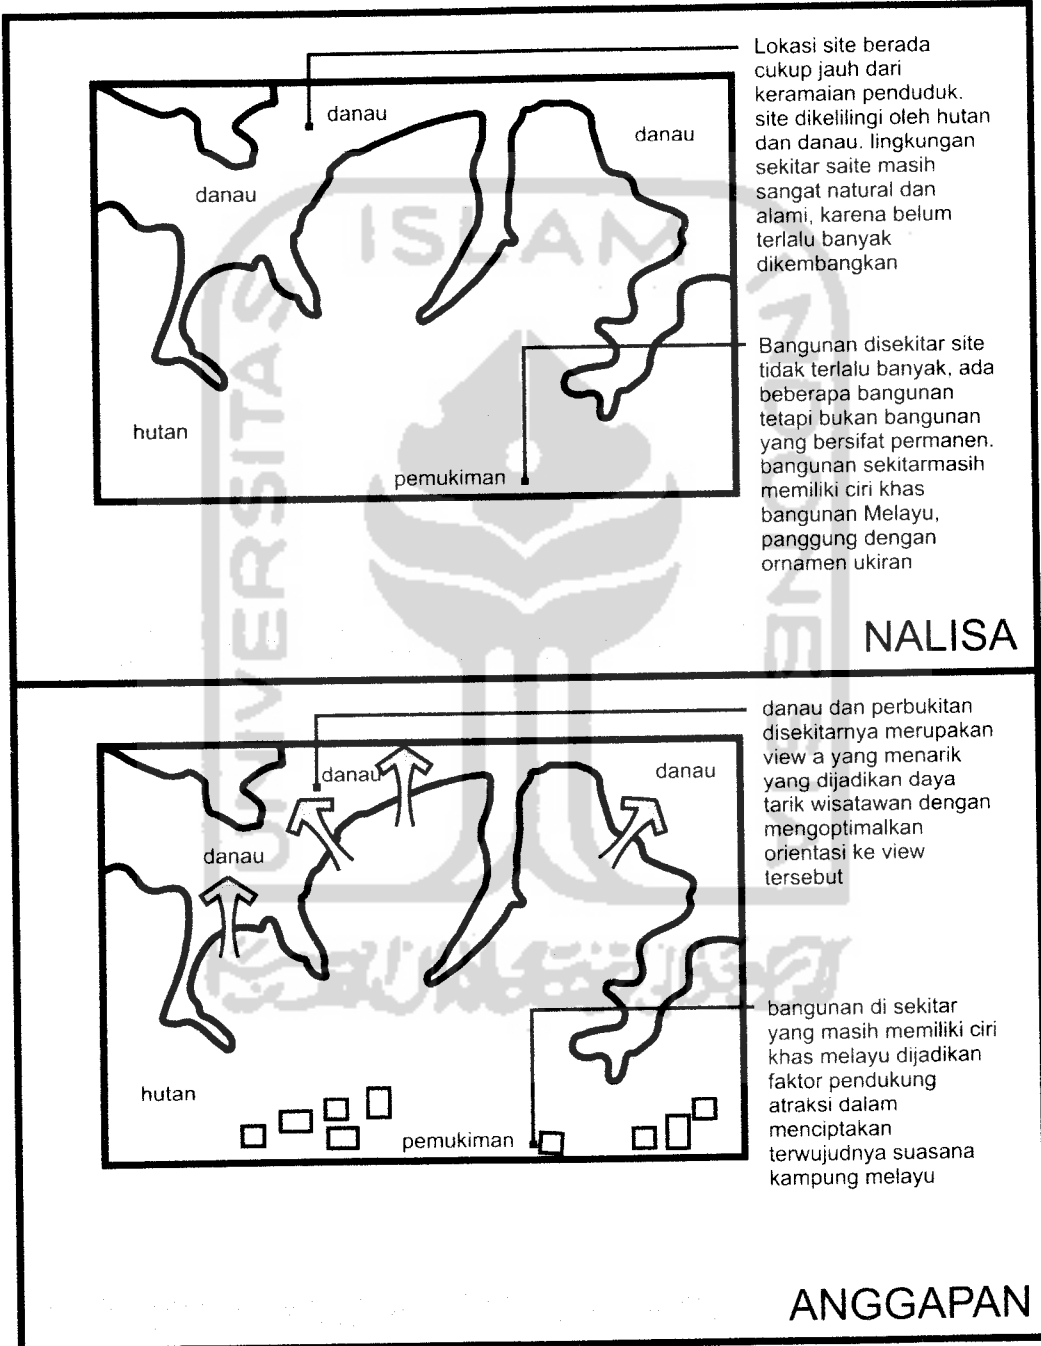 Lokasi site berada
cukup jauh dari
keramaian penduduk.
site dikelilingi oleh hutan
dan danau. lingkungan
sekitar saite masih
sangat natural dan
alami, karena belum
terlalu banyak
dikembangkan
danau
danau
danau
Bangunan disekitar site
tidak terlalu banyak, ada
beberapa bangunan
tetapi bukan bangunan
yang bersifat permanen.
bangunan sekitarmasih
memiliki ciri khas
bangunan Melayu,
panggung dengan
ornamen ukiran
hutan
pemukiman
NALISA
danau dan perbukitan
disekitarnya merupakan
view a yang menarik
yang dijadikan daya
tarik wisatawan dengan
mengoptimalkan
orientasi ke view
tersebut
danau
danau
danau
bangunan di sekitar
yang masih memiliki ciri
khas melayu dijadikan
faktor pendukung
atraksi dalam
menciptakan
terwujudnya suasana
kampung melayu
hutan
pemukiman
ANGGAPAN
UNIVERSITAS
ISLAM
INDONESIA